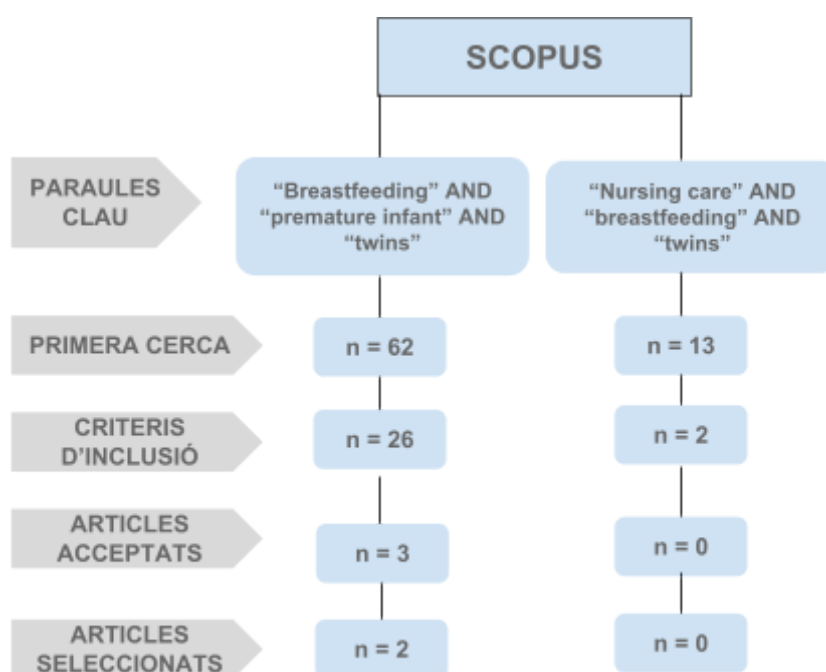 SCOPUS
PARAULES
CLAU
“Breastfeeding” AND
“premature infant” AND
“twins”
“Nursing care” AND
“breastfeeding” AND
“twins”
PRIMERA CERCA
n = 62
n = 13
CRITERIS
D'INCLUSIÓ
n = 26
n = 2
ARTICLES
ACCEPTATS
n = 3
n = 0
ARTICLES
SELECCIONATS
n = 2
n = 0